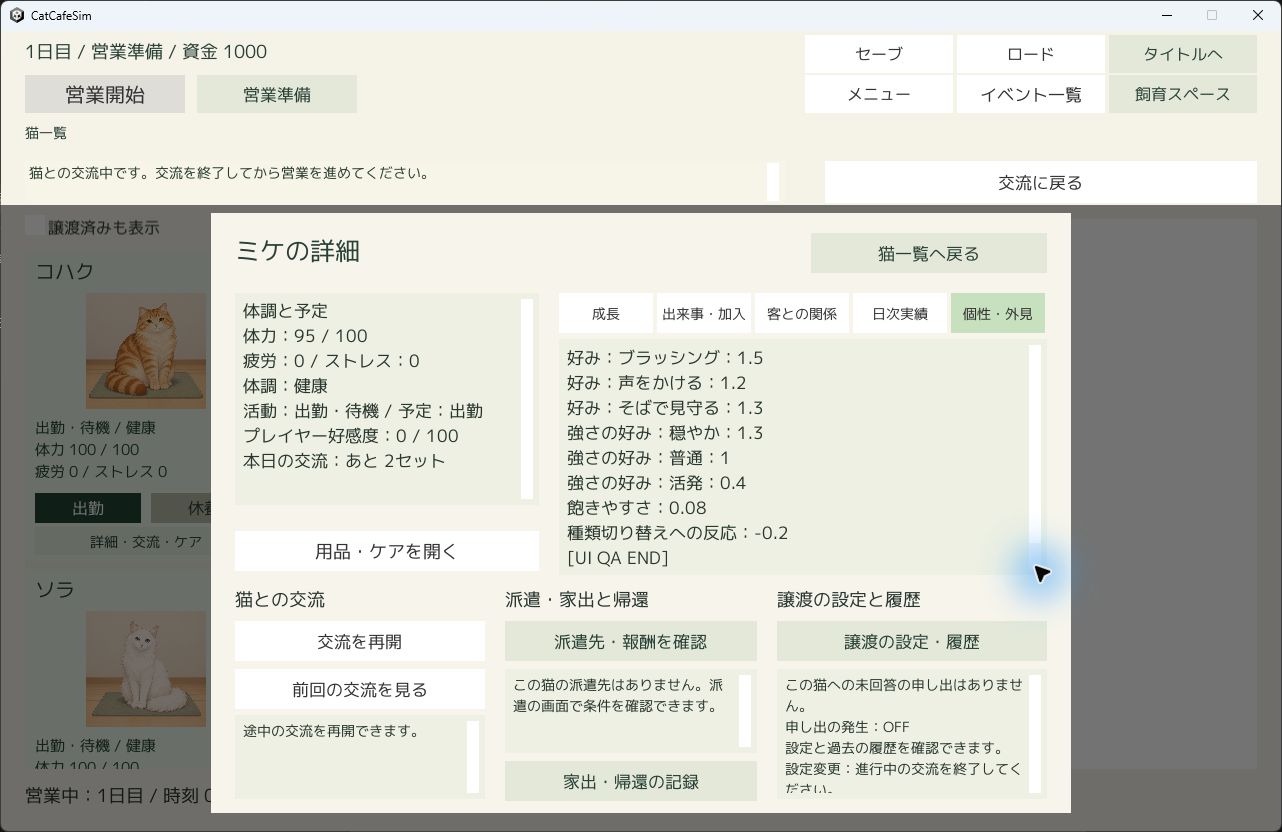 CatCafeSim
1日目 / 営業準備 / 資金 1000
セーブ
ロード
タイトルへ
営業開始
営業準備
メニュー
イベント一覧
飼育スペース
猫一覧
猫との交流中です。交流を終了してから営業を進めてください。
交流に戻る
譲渡済みも表示
コハク
出勤・待機 / 健康
体力 100 / 100
疲労 0 / ストレス 0
出勤
詳細・交流・ケア
ソラ
出勤・待機 / 健康
体力 100 / 100
営業中：1日目 / 時刻
ミケの詳細
猫一覧へ戻る
体調と予定
体力：95 / 100
疲労：0 / ストレス：0
体調：健康
活動：出勤・待機 / 予定：出勤
プレイヤー好感度：0 / 100
本日の交流：あと 2セット
用品・ケアを開く
成長
出来事・加入
客との関係
日次実績
個性・外見
好み：ブラッシング：1.5
好み：声をかける：1.2
好み：そばで見守る：1.3
強さの好み：穏やか：1.3
強さの好み：普通：1
強さの好み：活発：0.4
飽きやすさ：0.08
種類切り替えへの反応：-0.2
[UI QA END]
猫との交流
交流を再開
前回の交流を見る
途中の交流を再開できます。
派遣・家出と帰還
派遣先・報酬を確認
この猫の派遣先はありません。派
遣の画面で条件を確認できます。
家出・帰還の記録
譲渡の設定と履歴
譲渡の設定・履歴
この猫への未回答の申し出はありませ
ん。
申し出の発生：OFF
設定と過去の履歴を確認できます。
設定変更：進行中の交流を終了してく
ださい。